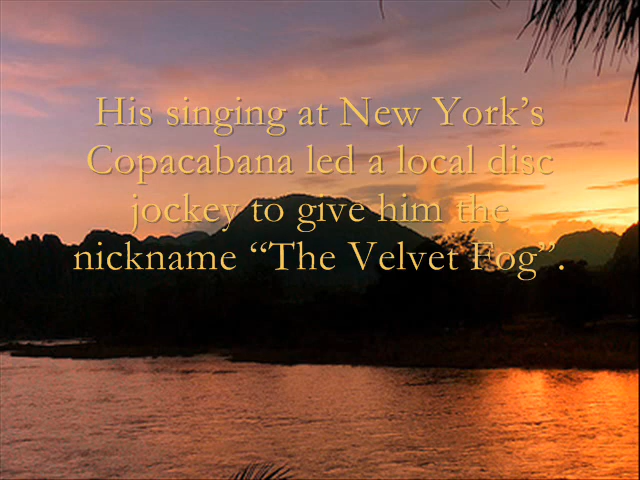 His singing at New York’s
Copacabana led a local disc
jockey to give him the
nickname “The Velvet Fog”.